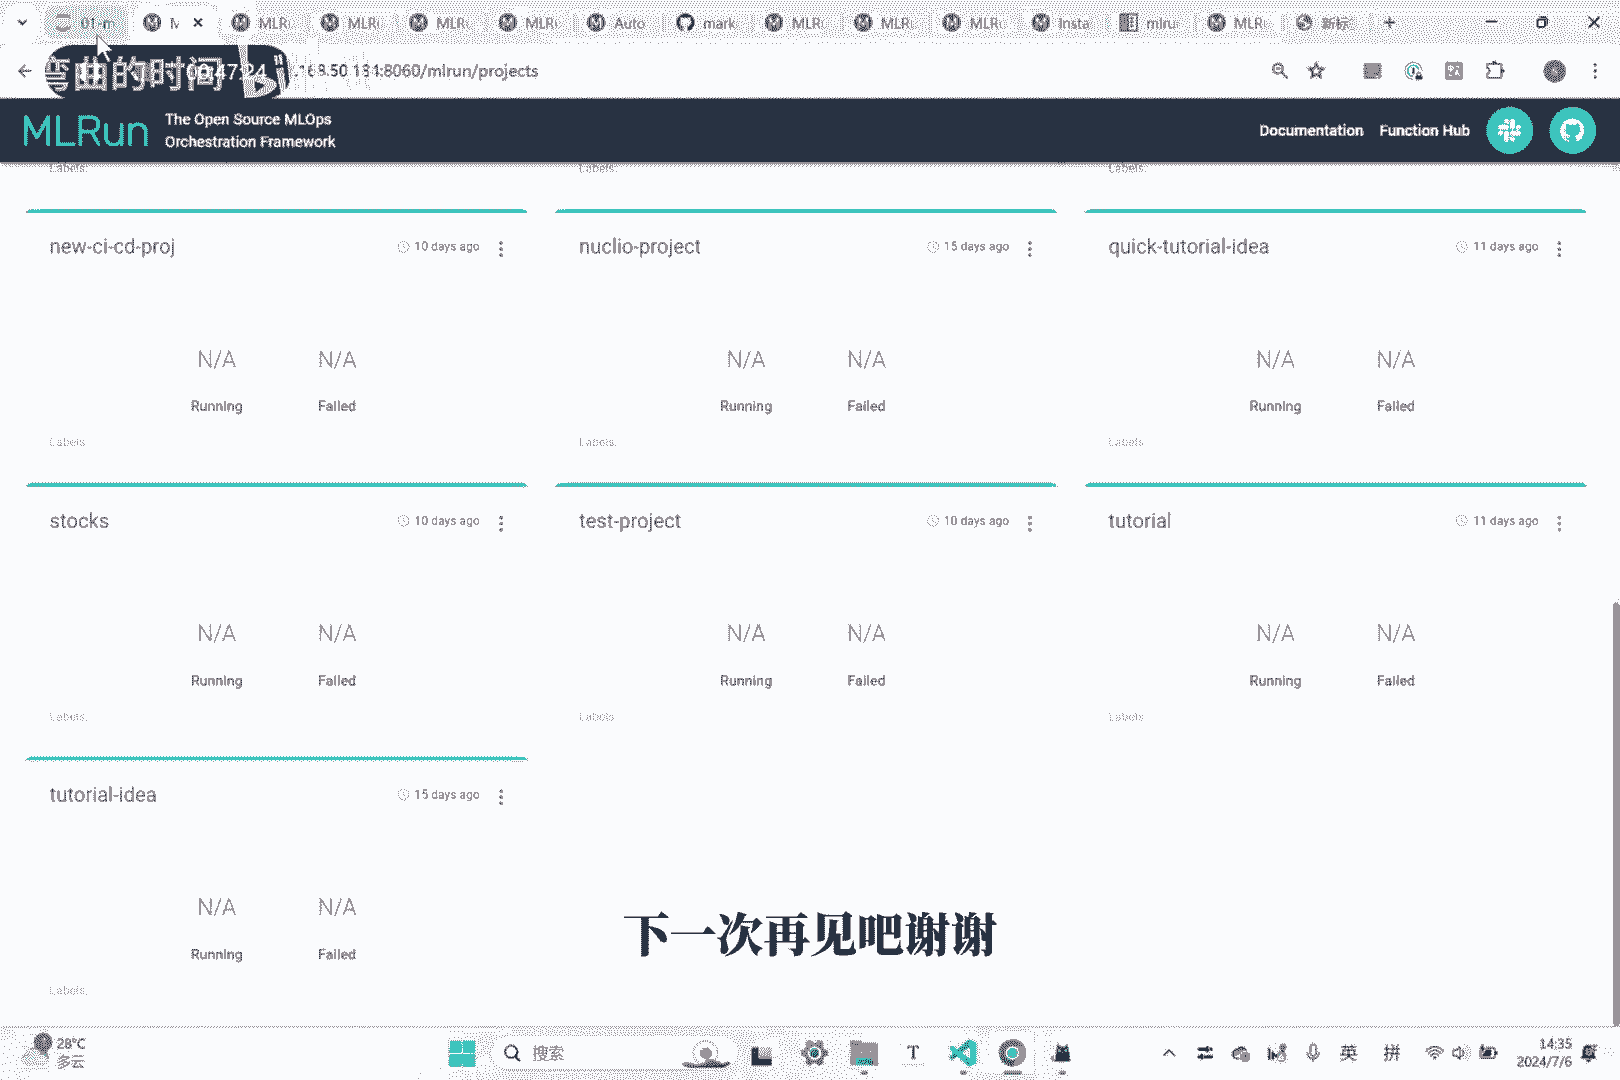 01-m
M
MLR
MLR
MLR
MLR
Auto
mark
MLR
MLR
MLR
Insta
mlru
MLR
新标
弯曲的时间
00:47:24
.168.50.184:8060/mlrun/projects
MLRun
The Open Source MLOps
Orchestration Framework
Documentation
Function Hub
Labels:
Labels:
Labels:
new-ci-cd-proj
10 days ago
nuclio-project
15 days ago
quick-tutorial-idea
11 days ago
N/A
N/A
N/A
N/A
N/A
N/A
Running
Failed
Running
Failed
Running
Failed
Labels:
Labels:
Labels:
stocks
10 days ago
test-project
10 days ago
tutorial
11 days ago
N/A
N/A
N/A
N/A
N/A
N/A
Running
Failed
Running
Failed
Running
Failed
Labels:
Labels:
Labels:
tutorial-idea
15 days ago
N/A
N/A
Running
Failed
Labels:
下一次再见吧谢谢
28°C
多云
搜索
英
拼
14:35
2024/7/6